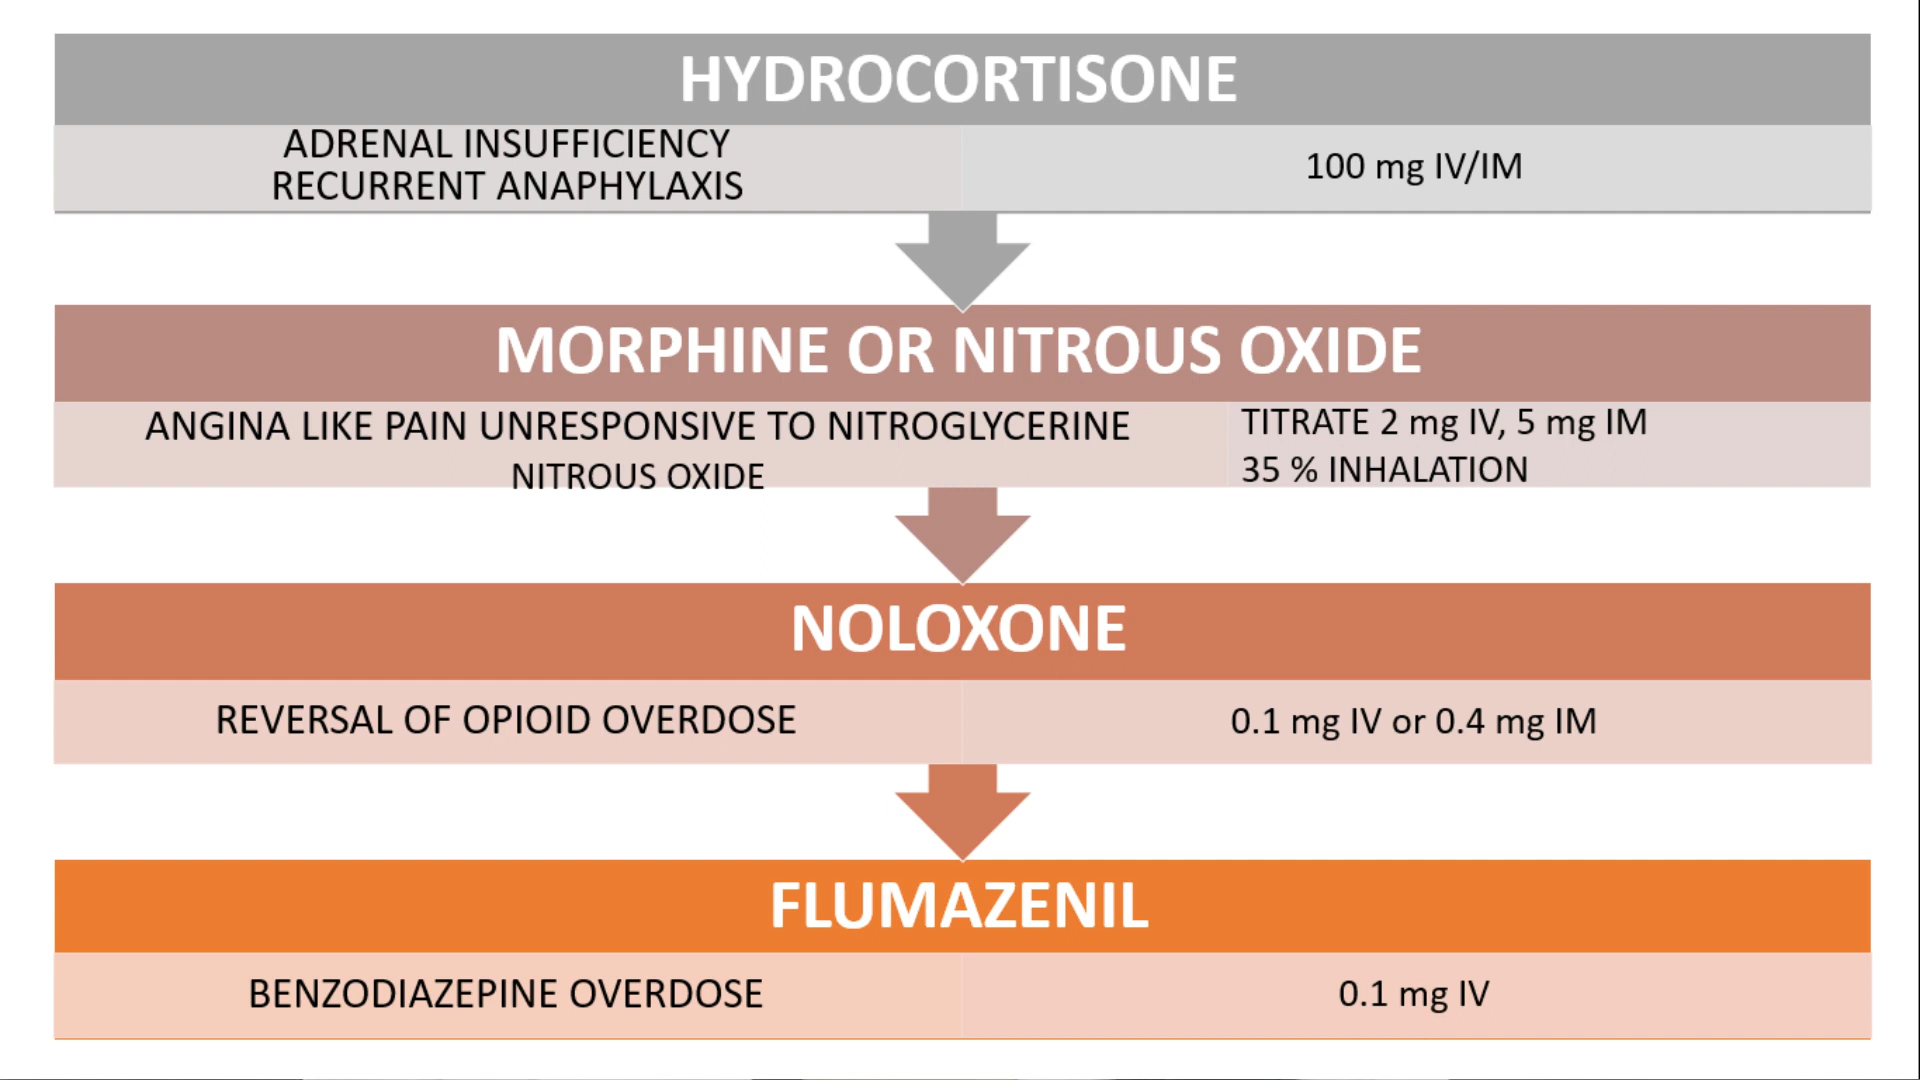 HYDROCORTISONE
ADRENAL INSUFFICIENCY
RECURRENT ANAPHYLAXIS
100 mg IV/IM
MORPHINE OR NITROUS OXIDE
ANGINA LIKE PAIN UNRESPONSIVE TO NITROGLYCERINE
NITROUS OXIDE
TITRATE 2 mg IV, 5 mg IM
35 % INHALATION
NOLOXONE
REVERSAL OF OPIOID OVERDOSE
0.1 mg IV or 0.4 mg IM
FLUMAZENIL
BENZODIAZEPINE OVERDOSE
0.1 mg IV